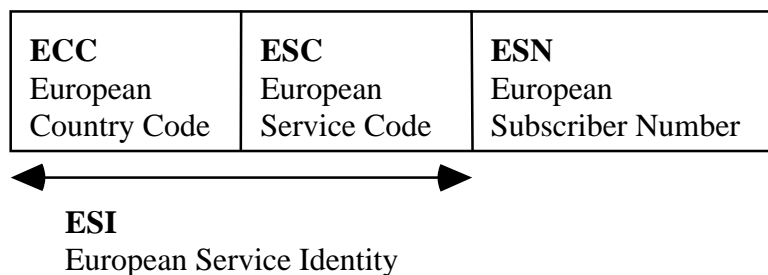 ECC
European
Country Code
ESC
European
Service Code
ESN
European
Subscriber Number
ESI
European Service Identity